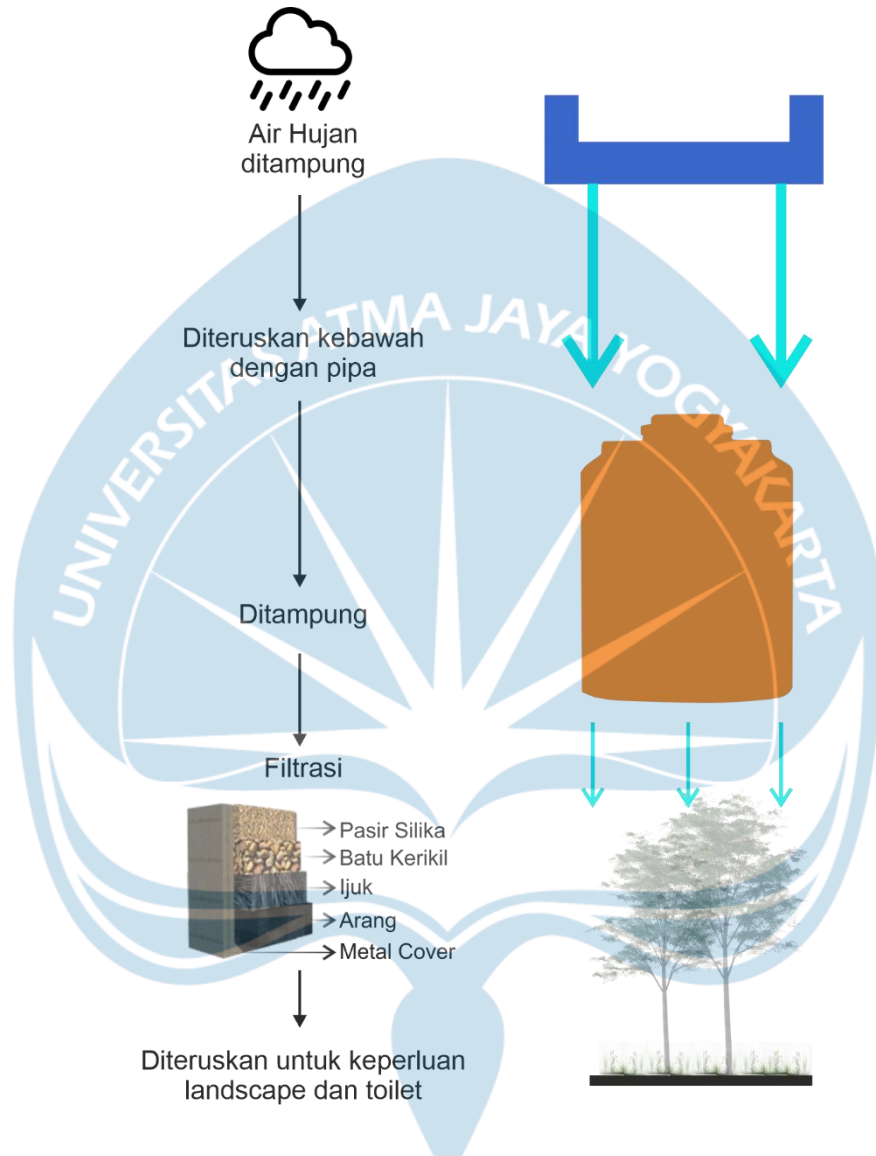 Air Hujan
ditampung
Diteruskan kebawah
dengan pipa
UNIVERSITAS ATMA JAYA YOGYAKARTA
Ditampung
Filtrasi
Pasir Silika
Batu Kerikil
Ijuk
Arang
Metal Cover
Diteruskan untuk keperluan
landscape dan toilet